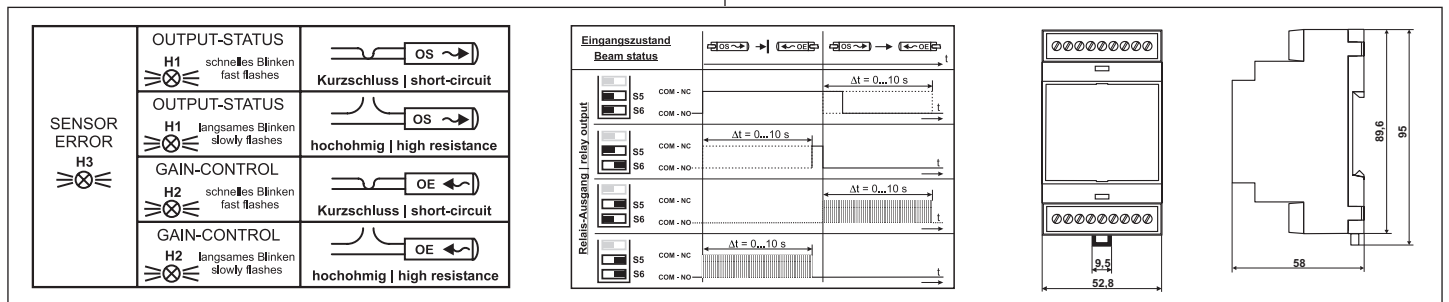 SENSOR
ERROR
H3
OUTPUT-STATUS
H1
schnelles Blinken
fast flashes
OS
Kurzschluss | short-circuit
OUTPUT-STATUS
H1
langsames Blinken
slowly flashes
OS
hochohmig | high resistance
GAIN-CONTROL
H2
schnelles Blinken
fast flashes
OE
Kurzschluss | short-circuit
GAIN-CONTROL
H2
langsames Blinken
slowly flashes
OE
hochohmig | high resistance
Eingangszustand
Beam status
OS OE OS OE
t
Relais-Ausgang | relay output
S5
S6
COM - NC
COM - NO
Δt = 0...10 s
t
S5
S6
COM - NC
COM - NO
Δt = 0...10 s
t
S5
S6
COM - NC
COM - NO
Δt = 0...10 s
t
S5
S6
COM - NC
COM - NO
Δt = 0...10 s
t
9,5
52,8
58
89,6
95